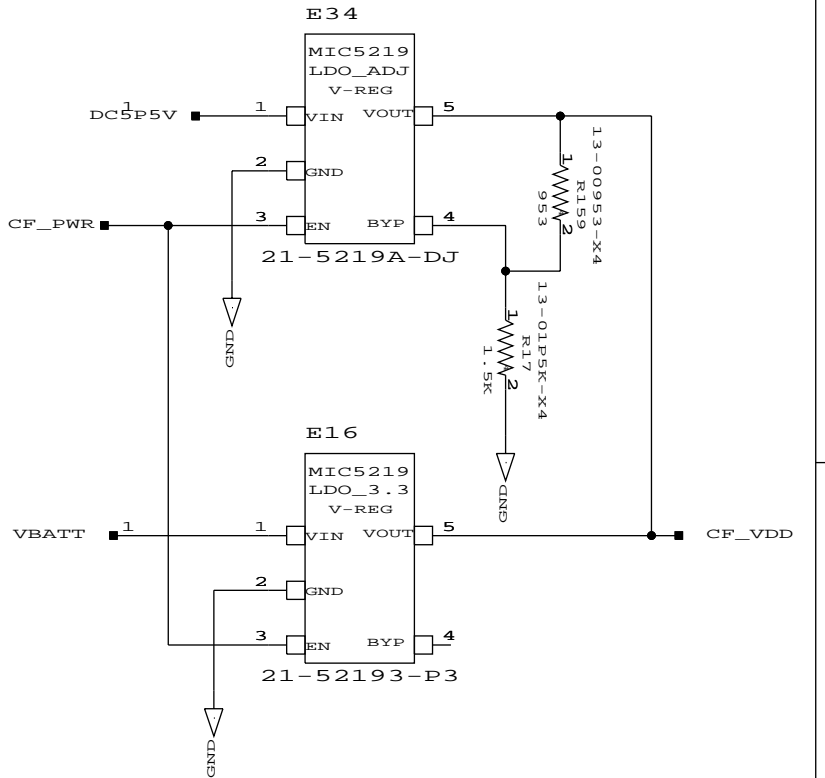 E34
MIC5219
LDO_ADJ
V-REG
DC5P5V
1
1
VIN
VOUT
5
2
GND
CF_PWR
3
EN
BYP
4
21-5219A-DJ
GND
1
2
R159
953
13-00953-X4
1
2
R17
1.5K
13-01P5K-X4
GND
E16
MIC5219
LDO_3.3
V-REG
VBATT
1
1
VIN
VOUT
5
CF_VDD
2
GND
3
EN
BYP
4
21-52193-P3
GND